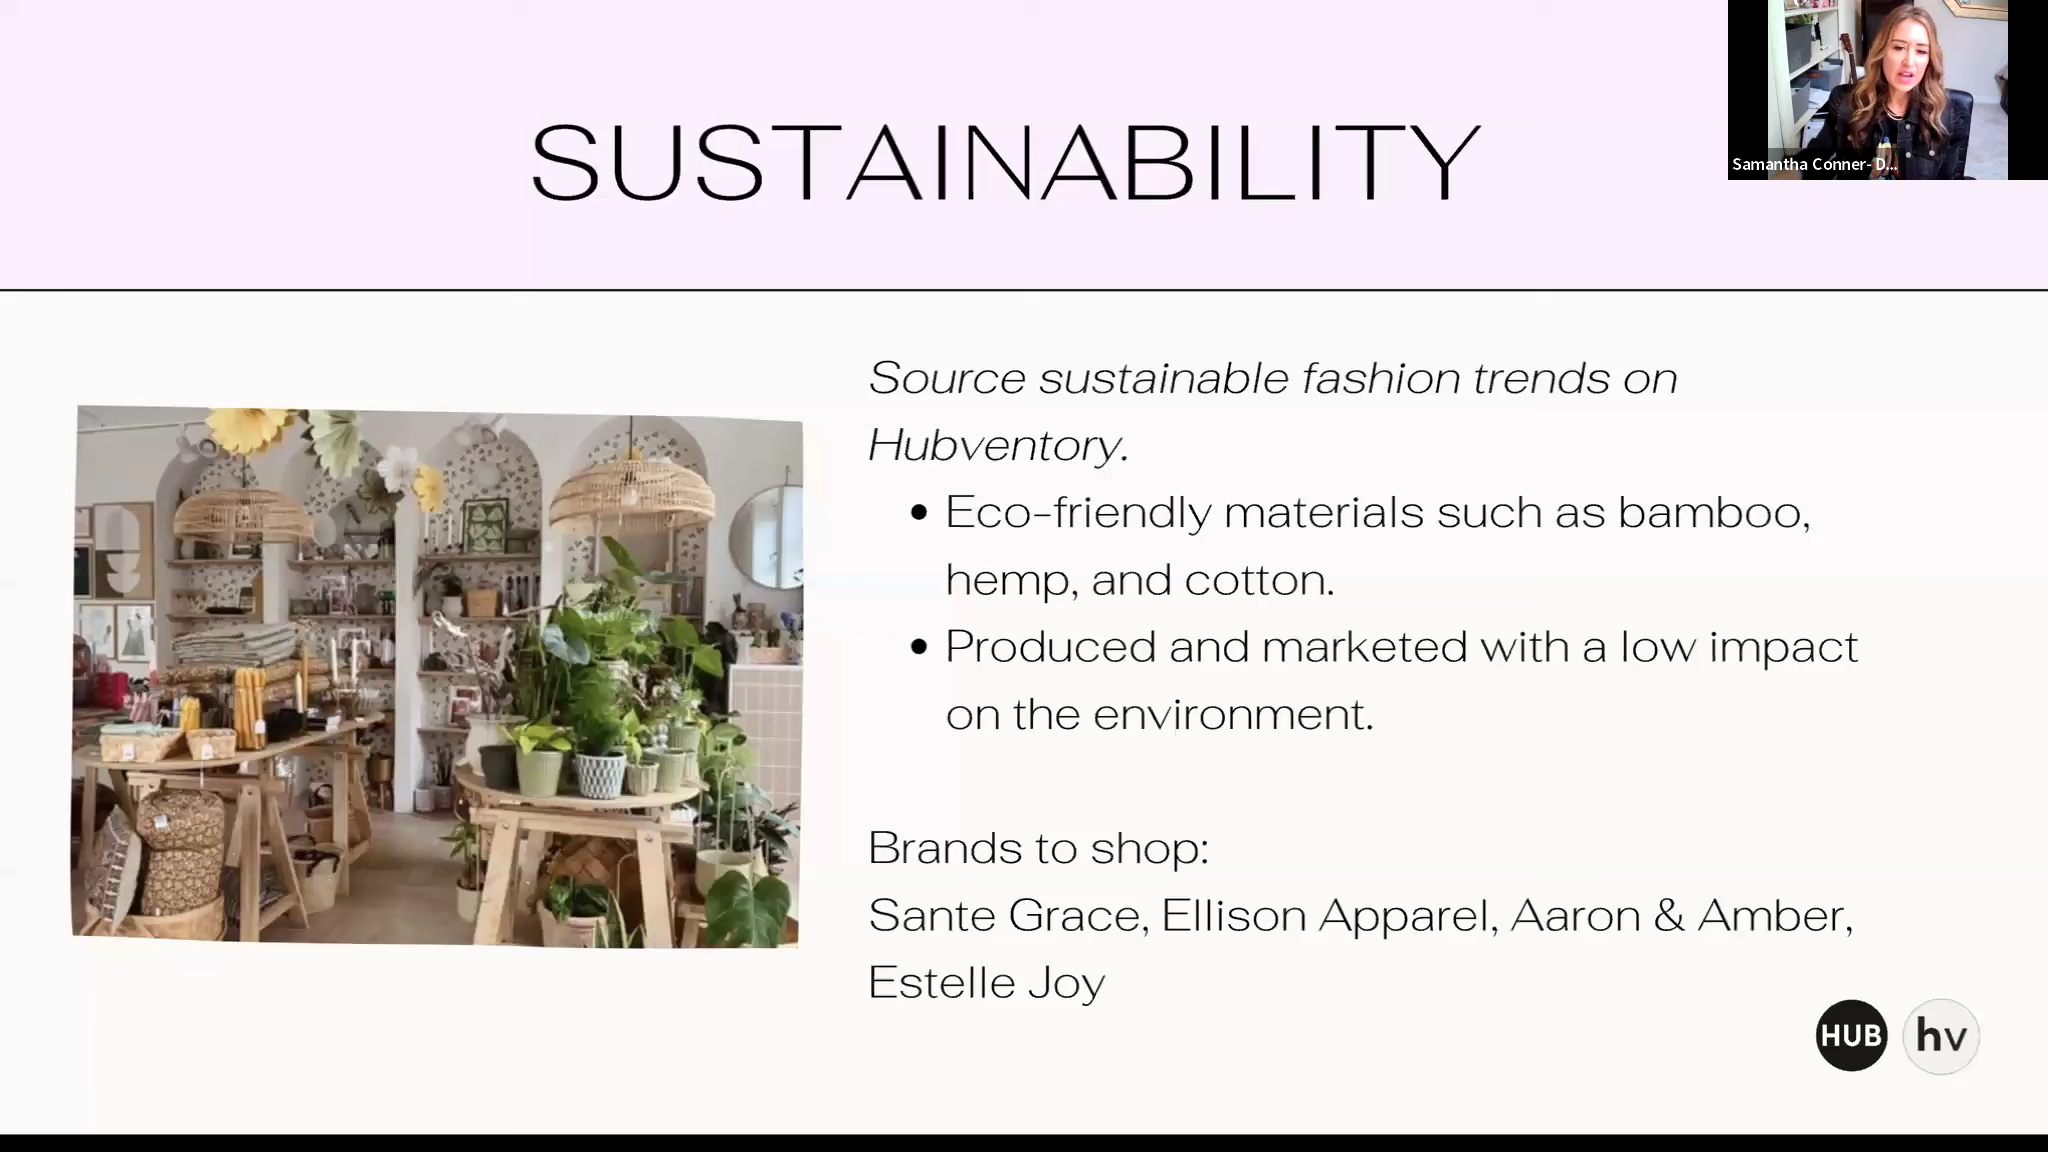 SUSTAINABILITY
Samantha Conner- D...
Source sustainable fashion trends on
Hubventory.
• Eco-friendly materials such as bamboo,
hemp, and cotton.
• Produced and marketed with a low impact
on the environment.
Brands to shop:
Sante Grace, Ellison Apparel, Aaron & Amber,
Estelle Joy
HUB hv